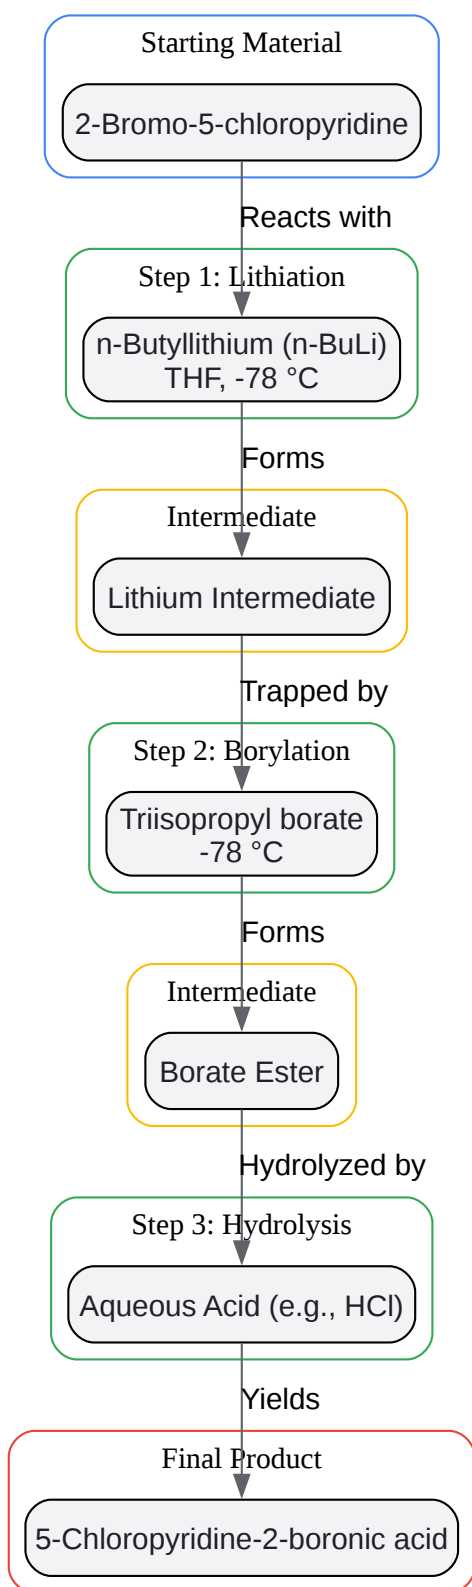 Starting Material
2-Bromo-5-chloropyridine
Reacts with
Step 1: Lithiation
n-Butyllithium (n-BuLi)
THF, -78 °C
Forms
Intermediate
Lithium Intermediate
Trapped by
Step 2: Borylation
Triisopropyl borate
-78 °C
Forms
Intermediate
Borate Ester
Hydrolyzed by
Step 3: Hydrolysis
Aqueous Acid (e.g., HCl)
Yields
Final Product
5-Chloropyridine-2-boronic acid